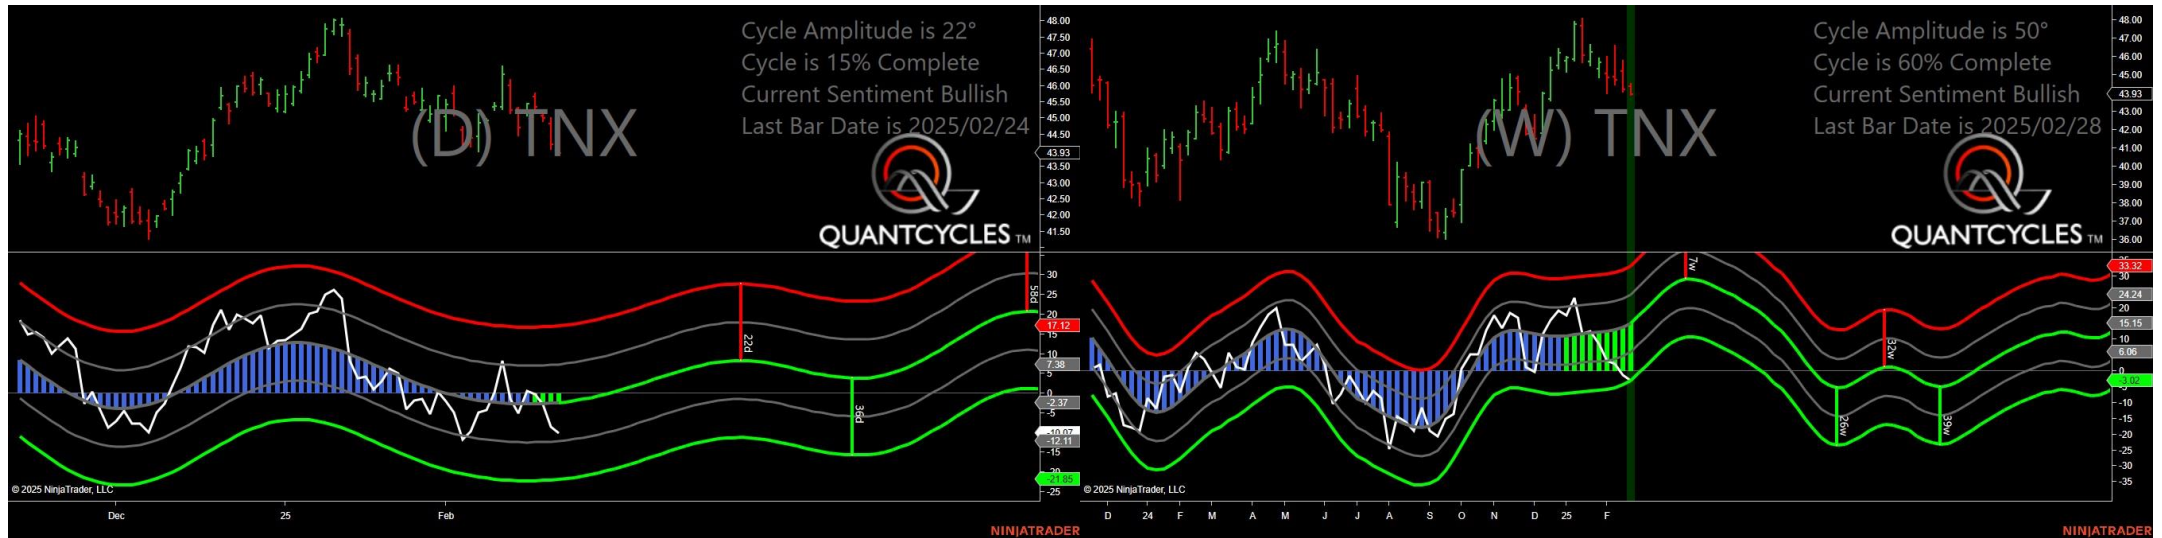 Cycle Amplitude is 22°
Cycle is 15% Complete
Current Sentiment Bullish
Last Bar Date is 2025/02/24
(D) TNX
QUANTCYCLES TM
48.00
47.50
47.00
46.50
46.00
45.50
45.00
44.50
43.93
43.50
43.00
42.50
42.00
41.50
30
25
20
17.12
10
7.38
5
0
-2.37
-5
-10.07
-12.11
-15
-20
-21.85
-25
22d
36d
58d
© 2025 NinjaTrader, LLC
Dec
25
Feb
NINJATRADER
Cycle Amplitude is 50°
Cycle is 60% Complete
Current Sentiment Bullish
Last Bar Date is 2025/02/28
(W) TNX
QUANTCYCLES TM
48.00
47.00
46.00
45.00
43.93
43.00
42.00
41.00
40.00
39.00
38.00
37.00
36.00
33.32
30
24.24
20
15.15
10
6.06
0
-3.02
-5
-10
-15
-20
-25
-30
-35
7w
26w
32w
39w
© 2025 NinjaTrader, LLC
D
24
F
M
A
M
J
J
A
S
O
N
D
25
F
NINJATRADER